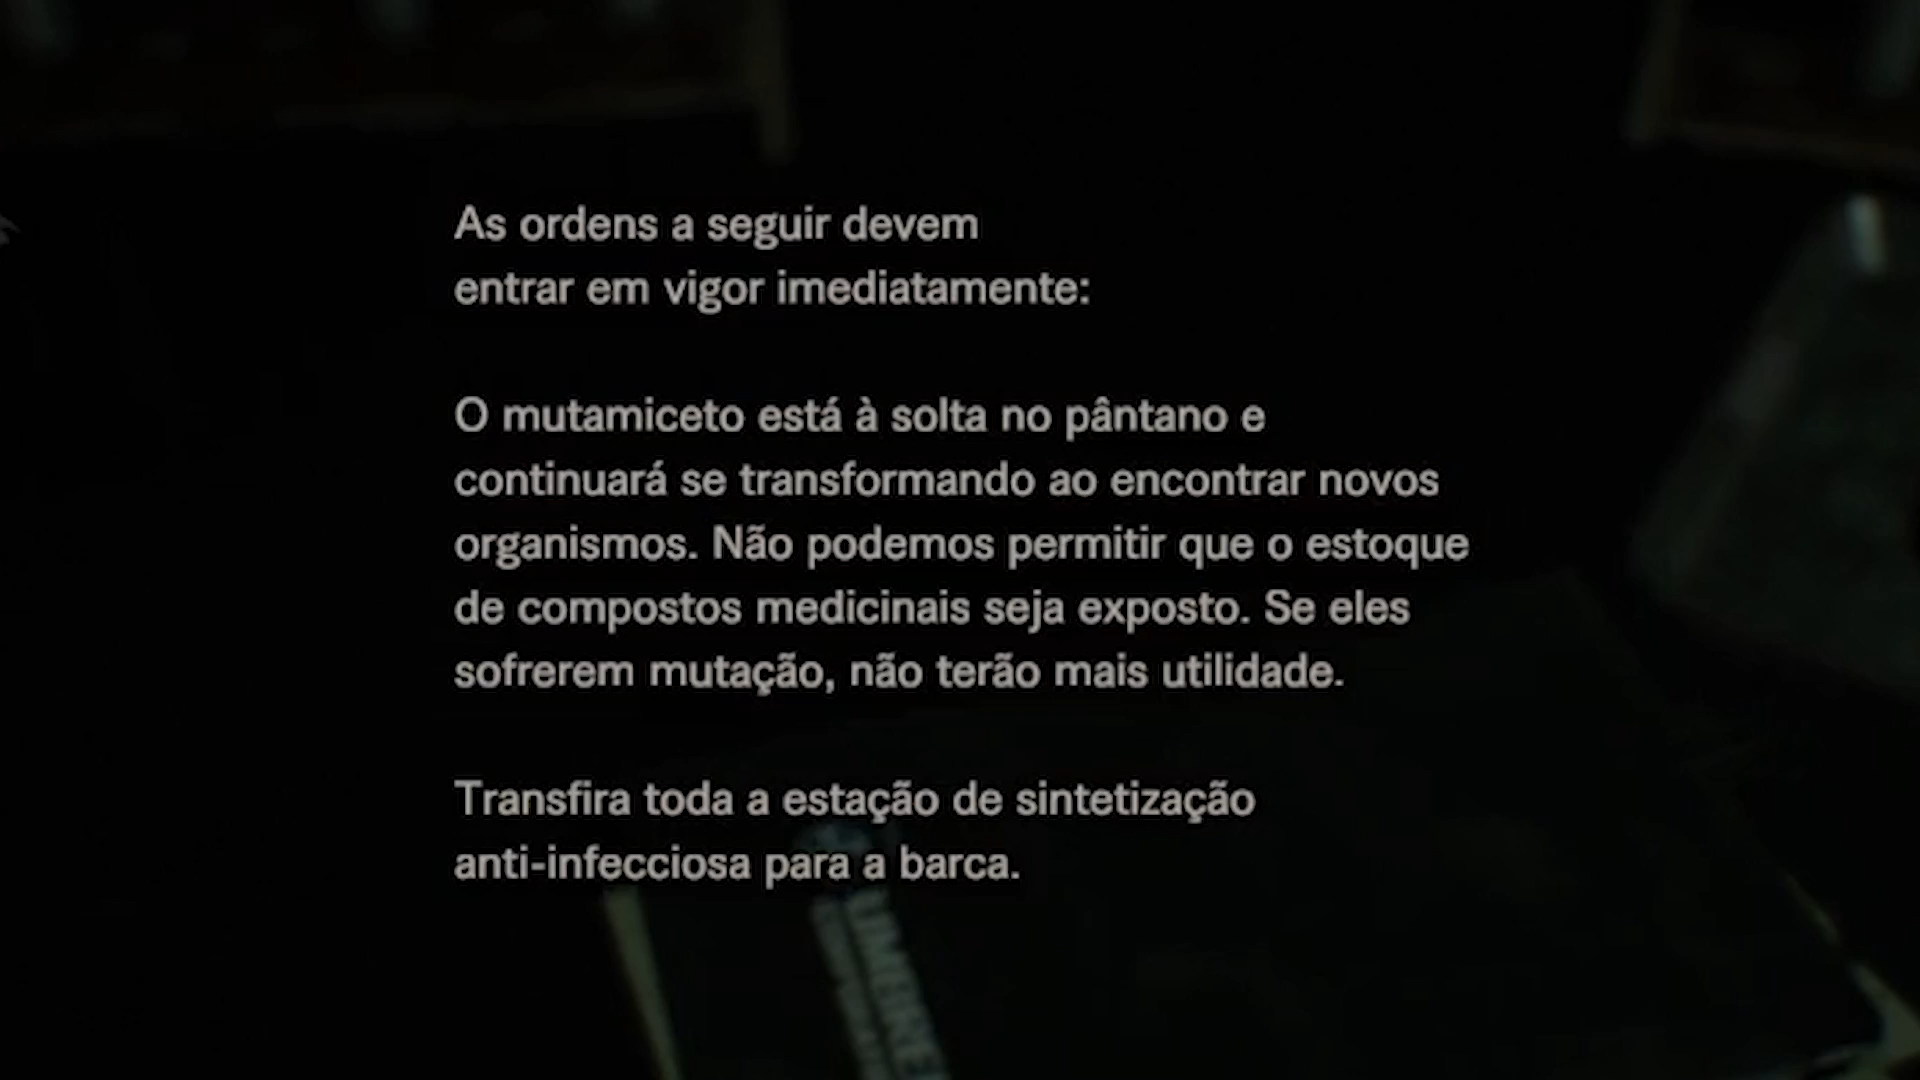 As ordens a seguir devem
entrar em vigor imediatamente:
O mutamiceto está à solta no pântano e
continuará se transformando ao encontrar novos
organismos. Não podemos permitir que o estoque
de compostos medicinais seja exposto. Se eles
sofrerem mutação, não terão mais utilidade.
Transfira toda a estação de sintetização
anti-infecciosa para a barca.